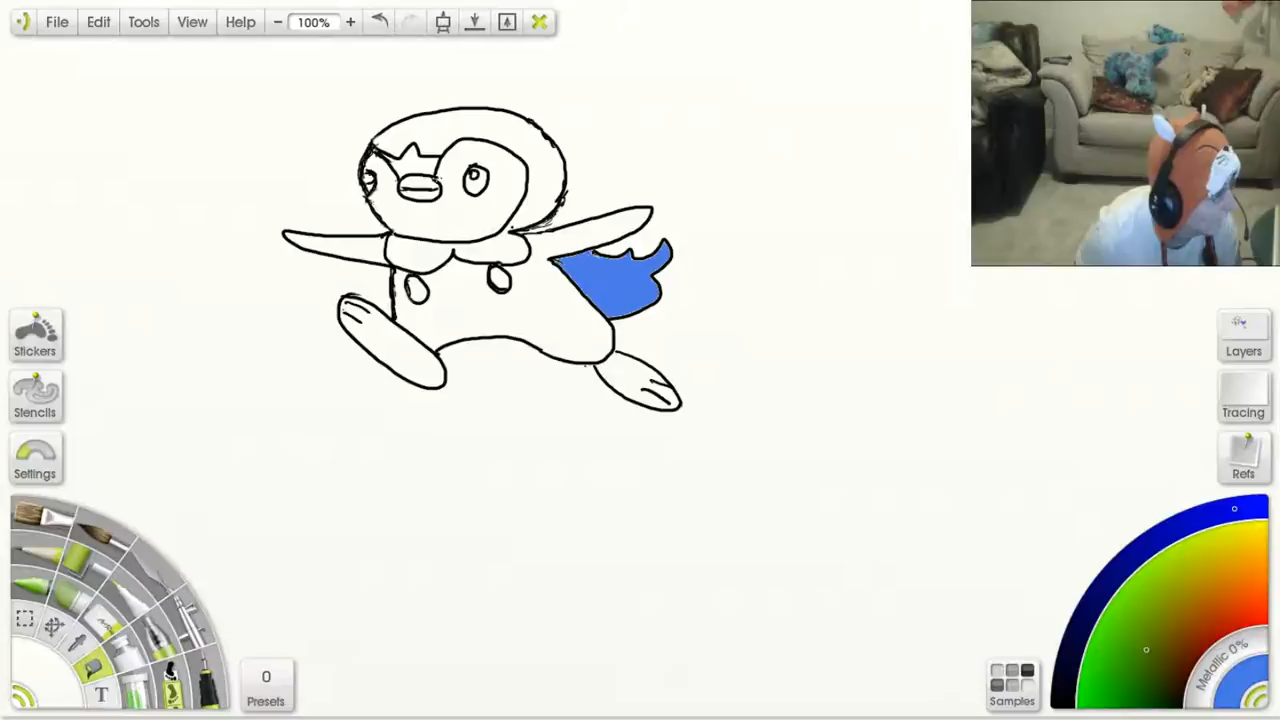 File Edit Tools View Help − 100% +
Stickers
Stencils
Settings
Layers
Tracing
Refs
T
0
Presets
Samples
Metallic 0%